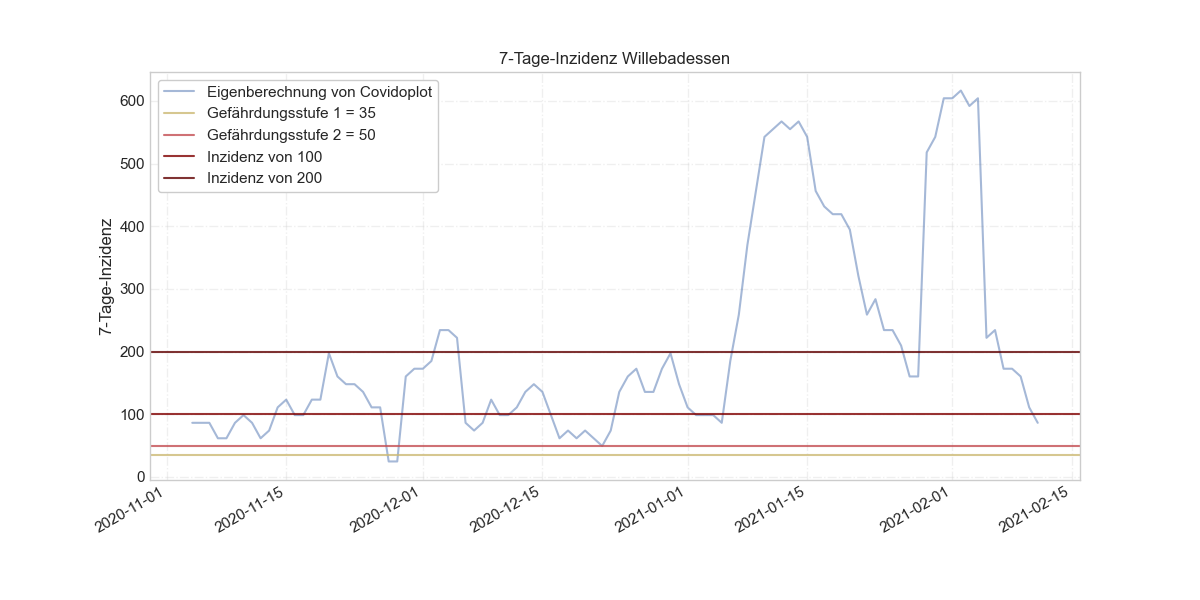 7-Tage-Inzidenz Willebadessen
Eigenberechnung von Covidoplot
Gefährdungsstufe 1 = 35
Gefährdungsstufe 2 = 50
Inzidenz von 100
Inzidenz von 200
7-Tage-Inzidenz
600
500
400
300
200
100
0
2020-11-01
2020-11-15
2020-12-01
2020-12-15
2021-01-01
2021-01-15
2021-02-01
2021-02-15